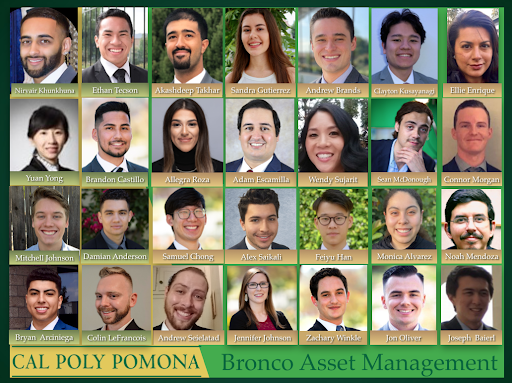 Nirvair Khunkhuna Ethan Tecson Akashdeep Takhar Sandra Gutierrez Andrew Brands Clayton Kusayanagi Ellie Enrique
Yuan Yong Brandon Castillo Allegra Roza Adam Escamilla Wendy Sujarit Sean McDonough Connor Morgan
Mitchell Johnson Damian Anderson Samuel Chong Alex Saikali Feiyu Han Monica Alvarez Noah Mendoza
Bryan Arciniega Colin LeFrancois Andrew Seselatad Jennifer Johnson Zachary Winkle Jon Oliver Joseph Baierl
CAL POLY POMONA Bronco Asset Management